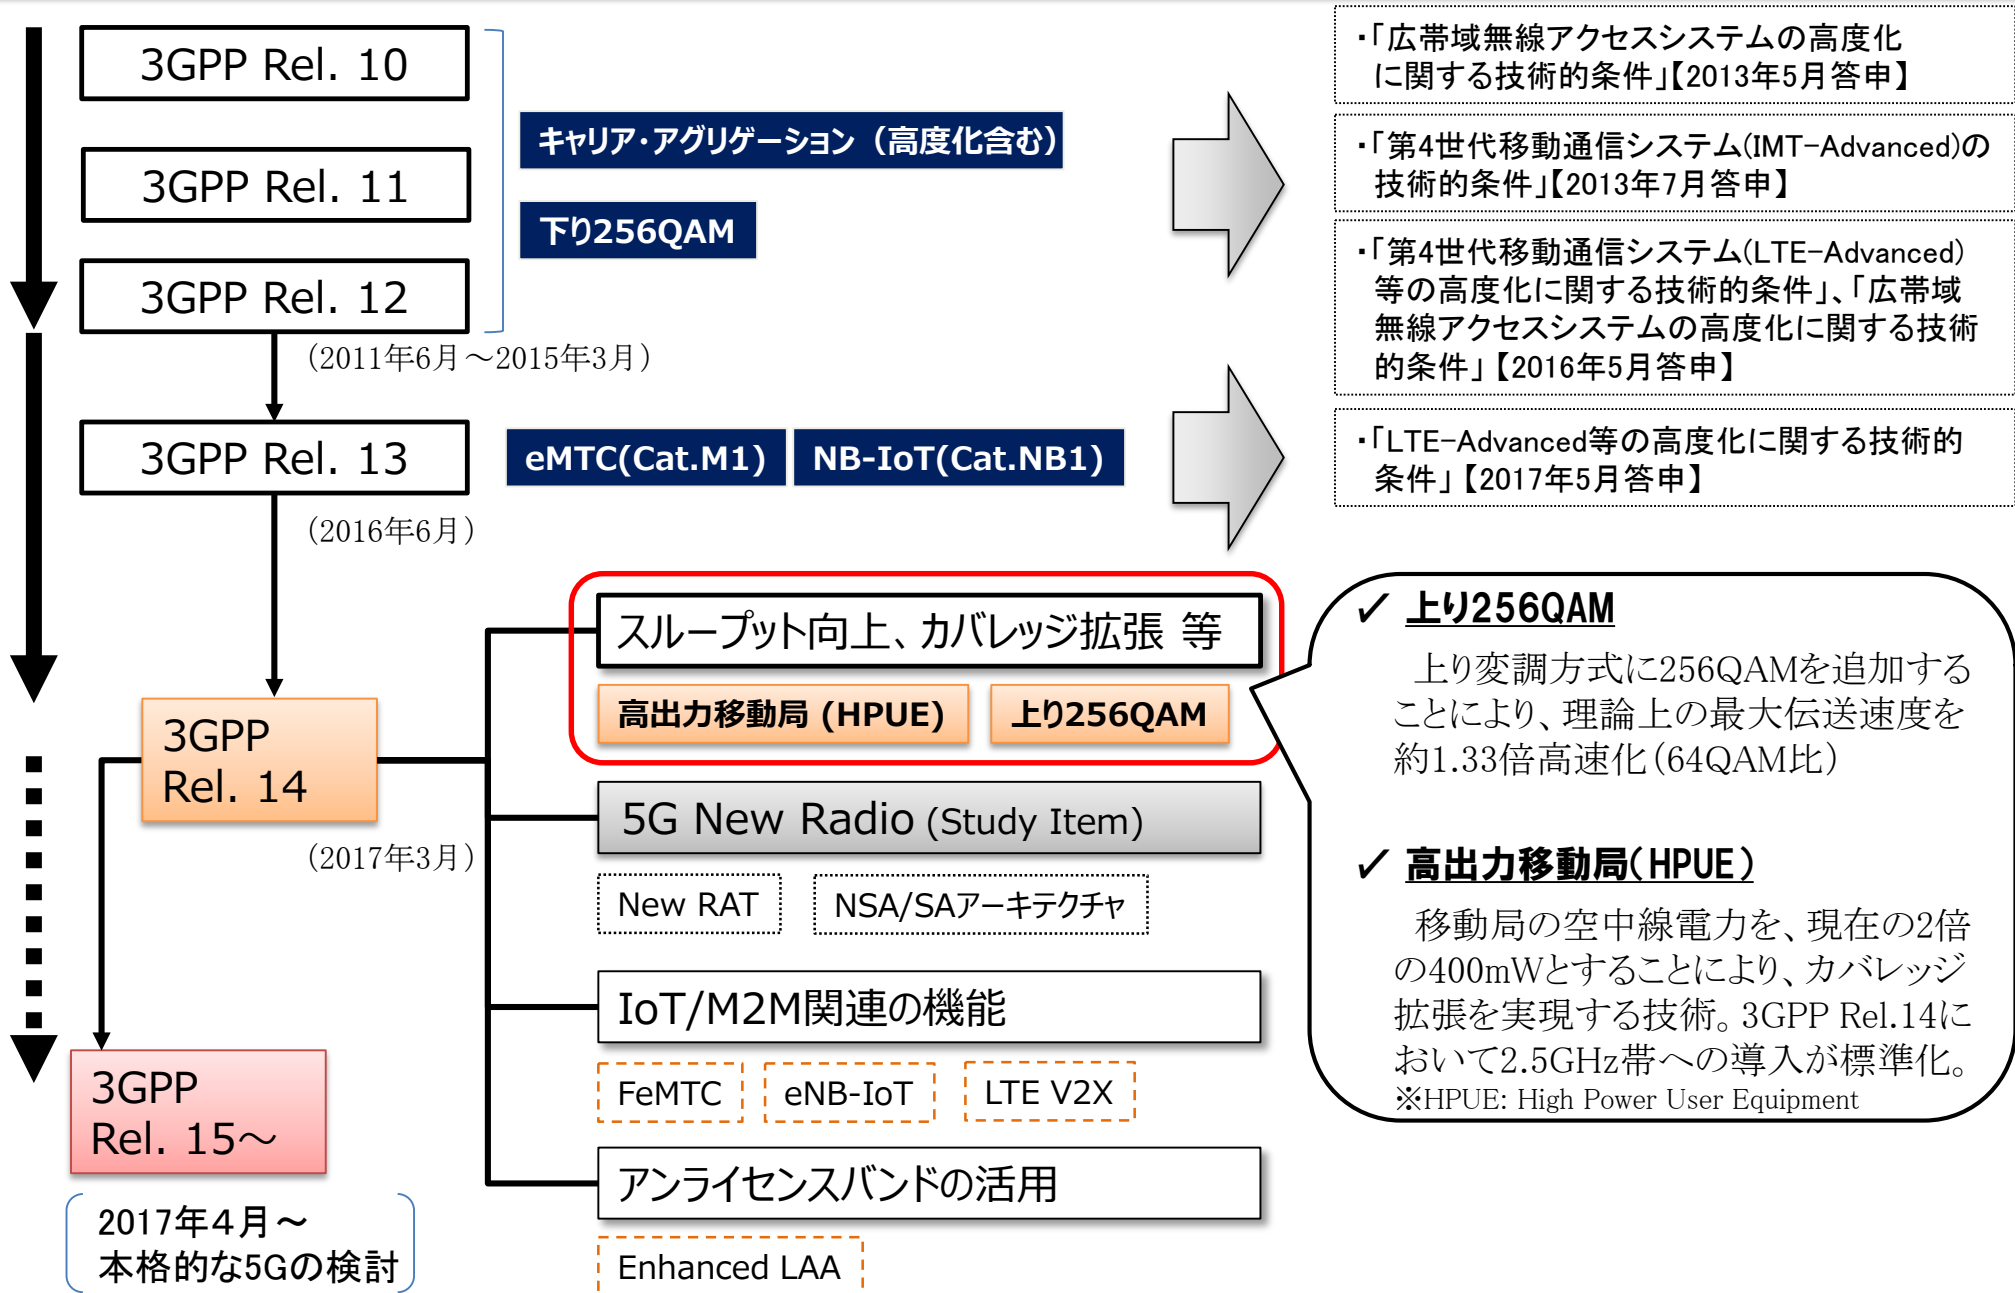 3GPP Rel. 10
3GPP Rel. 11
3GPP Rel. 12
(2011年6月～2015年3月)
キャリア・アグリゲーション（高度化含む）
下り256QAM
・「広帯域無線アクセスシステムの高度化
に関する技術的条件」【2013年5月答申】
・「第4世代移動通信システム(IMT-Advanced)の
技術的条件」【2013年7月答申】
・「第4世代移動通信システム(LTE-Advanced)
等の高度化に関する技術的条件」、「広帯域
無線アクセスシステムの高度化に関する技術
的条件」【2016年5月答申】
3GPP Rel. 13
(2016年6月)
eMTC(Cat.M1)
NB-IoT(Cat.NB1)
・「LTE-Advanced等の高度化に関する技術的
条件」【2017年5月答申】
3GPP
Rel. 14
(2017年3月)
スループット向上、カバレッジ拡張 等
高出力移動局 (HPUE)
上り256QAM
5G New Radio (Study Item)
New RAT
NSA/SAアーキテクチャ
IoT/M2M関連の機能
FeMTC
eNB-IoT
LTE V2X
アンライセンスバンドの活用
Enhanced LAA
✓ 上り256QAM
上り変調方式に256QAMを追加する
ことにより、理論上の最大伝送速度を
約1.33倍高速化（64QAM比）
✓ 高出力移動局（HPUE）
移動局の空中線電力を、現在の2倍
の400mWとすることにより、カバレッジ
拡張を実現する技術。3GPP Rel.14に
おいて2.5GHz帯への導入が標準化。
※HPUE: High Power User Equipment
3GPP
Rel. 15～
2017年４月～
本格的な5Gの検討